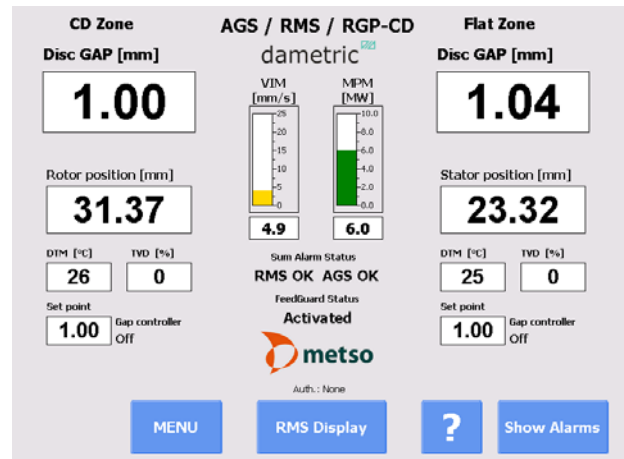 CD Zone
AGS / RMS / RGP-CD
Flat Zone
Disc GAP [mm]
dametric
Disc GAP [mm]
1.00
VIM
[mm/s]
MPM
[MW]
1.04
25
20
15
10
5
0
10.0
8.0
6.0
4.0
2.0
0.0
Rotor position [mm]
Stator position [mm]
31.37
4.9
6.0
23.32
DTM [°C]
TVD [%]
Sum Alarm Status
DTM [°C]
TVD [%]
26
0
RMS OK AGS OK
25
0
Set point
FeedGuard Status
Set point
1.00
Gap controller
Off
Activated
1.00
Gap controller
Off
metso
Auth.: None
MENU
RMS Display
?
Show Alarms